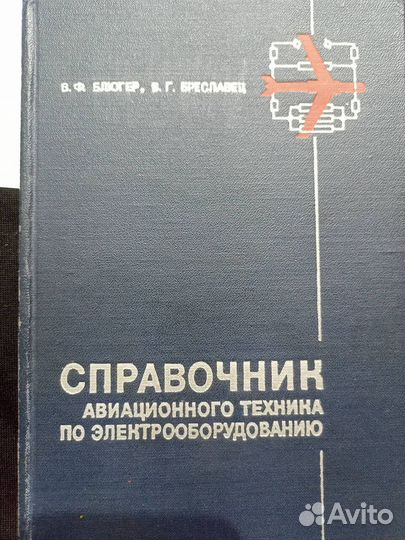 В. Ф. БЛЮГЕР, В. Г. БРЕСЛАВЕЦ
СПРАВОЧНИК
АВИАЦИОННОГО ТЕХНИКА
ПО ЭЛЕКТРООБОРУДОВАНИЮ
Avito